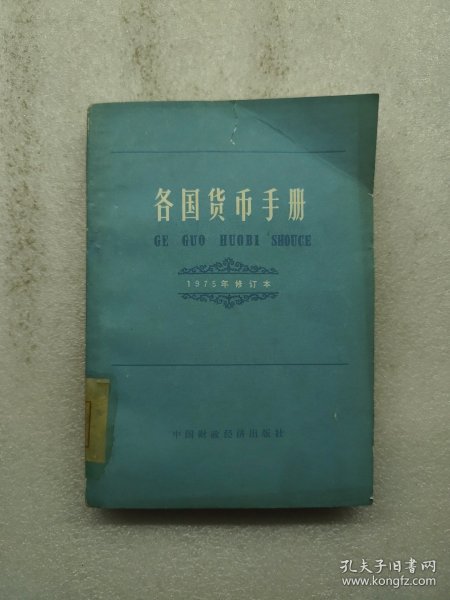 各国货币手册
GE GUO HUOBI SHOUCE
1975年修订本
中国财政经济出版社
孔夫子旧书网
www.kongfz.com